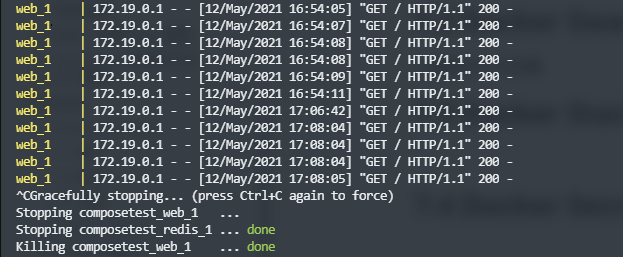 web_1    | 172.19.0.1 - - [12/May/2021 16:54:05] "GET / HTTP/1.1" 200 -
web_1    | 172.19.0.1 - - [12/May/2021 16:54:07] "GET / HTTP/1.1" 200 -
web_1    | 172.19.0.1 - - [12/May/2021 16:54:08] "GET / HTTP/1.1" 200 -
web_1    | 172.19.0.1 - - [12/May/2021 16:54:08] "GET / HTTP/1.1" 200 -
web_1    | 172.19.0.1 - - [12/May/2021 16:54:09] "GET / HTTP/1.1" 200 -
web_1    | 172.19.0.1 - - [12/May/2021 16:54:11] "GET / HTTP/1.1" 200 -
web_1    | 172.19.0.1 - - [12/May/2021 17:06:42] "GET / HTTP/1.1" 200 -
web_1    | 172.19.0.1 - - [12/May/2021 17:08:04] "GET / HTTP/1.1" 200 -
web_1    | 172.19.0.1 - - [12/May/2021 17:08:04] "GET / HTTP/1.1" 200 -
web_1    | 172.19.0.1 - - [12/May/2021 17:08:04] "GET / HTTP/1.1" 200 -
web_1    | 172.19.0.1 - - [12/May/2021 17:08:05] "GET / HTTP/1.1" 200 -
^CGracefully stopping... (press Ctrl+C again to force)
Stopping composetest_web_1   ...
Stopping composetest_redis_1 ... done
Killing composetest_web_1    ... done